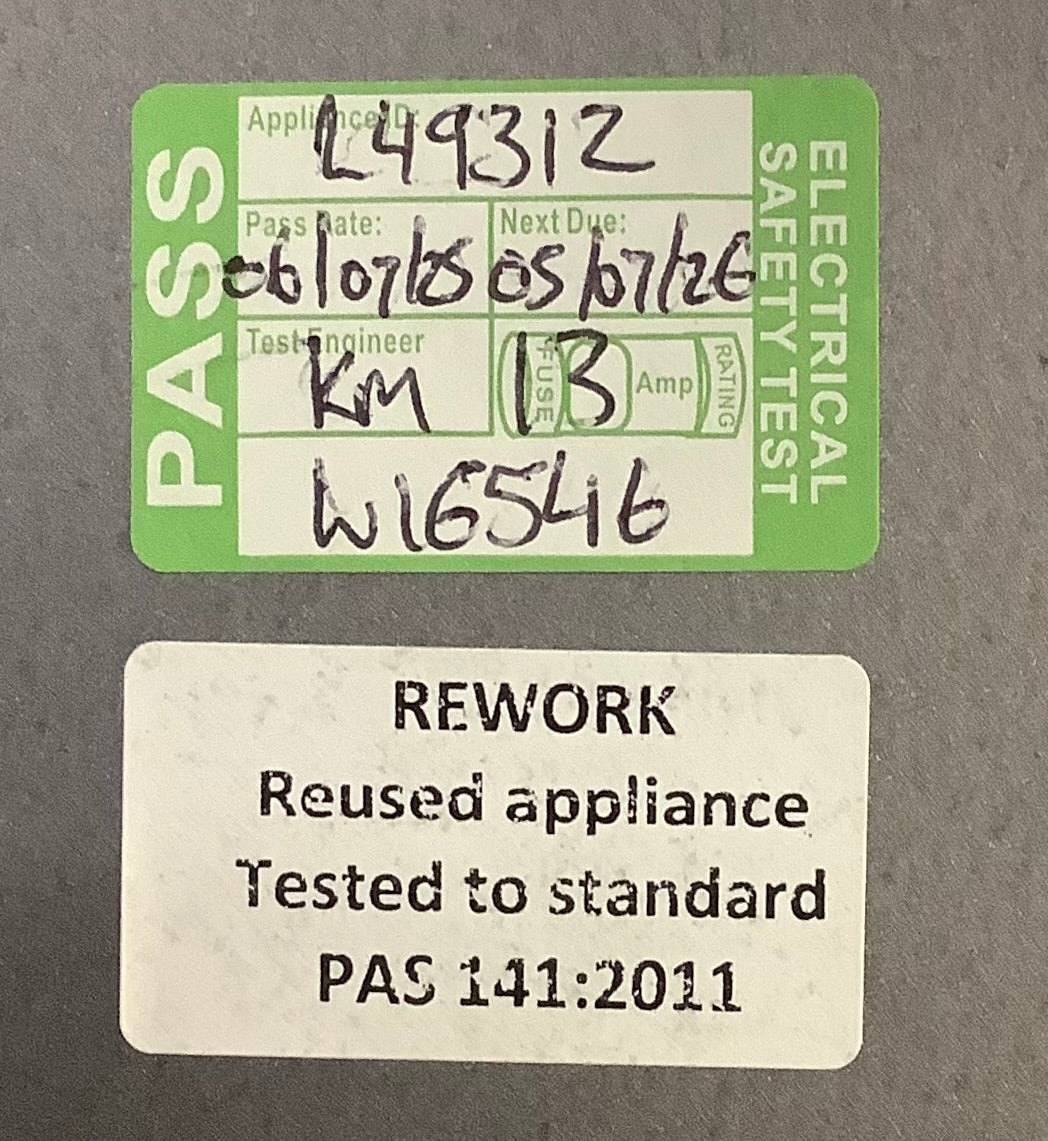 PASS
Appliance ID:
L49312
Pass Date:
06/07/25
Next Due:
05/07/26
Test Engineer
KM
FUSE
13
Amp
RATING
W16546
ELECTRICAL
SAFETY TEST
REWORK
Reused appliance
Tested to standard
PAS 141:2011